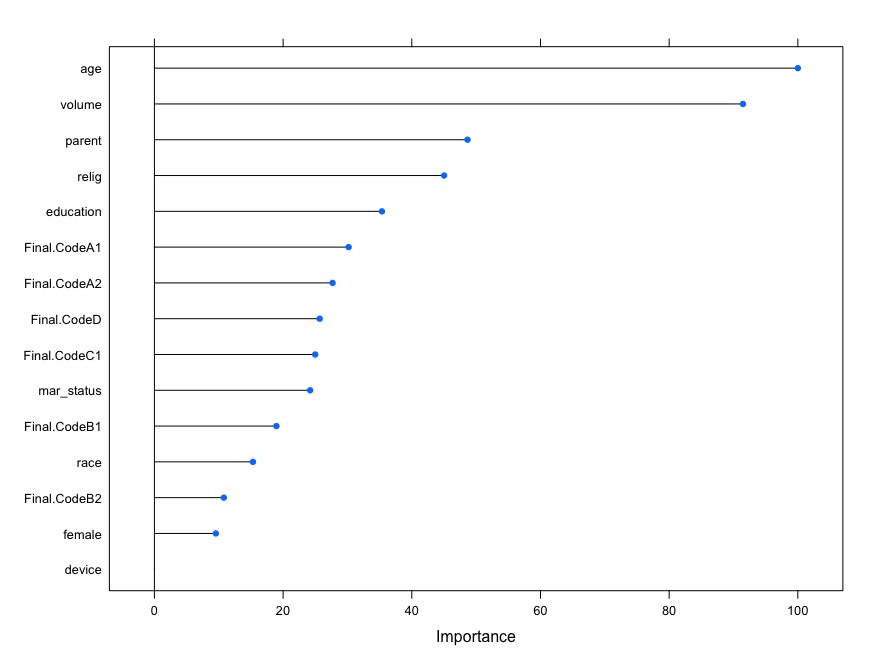 age
volume
parent
relig
education
Final.CodeA1
Final.CodeA2
Final.CodeD
Final.CodeC1
mar_status
Final.CodeB1
race
Final.CodeB2
female
device
0 20 40 60 80 100
Importance